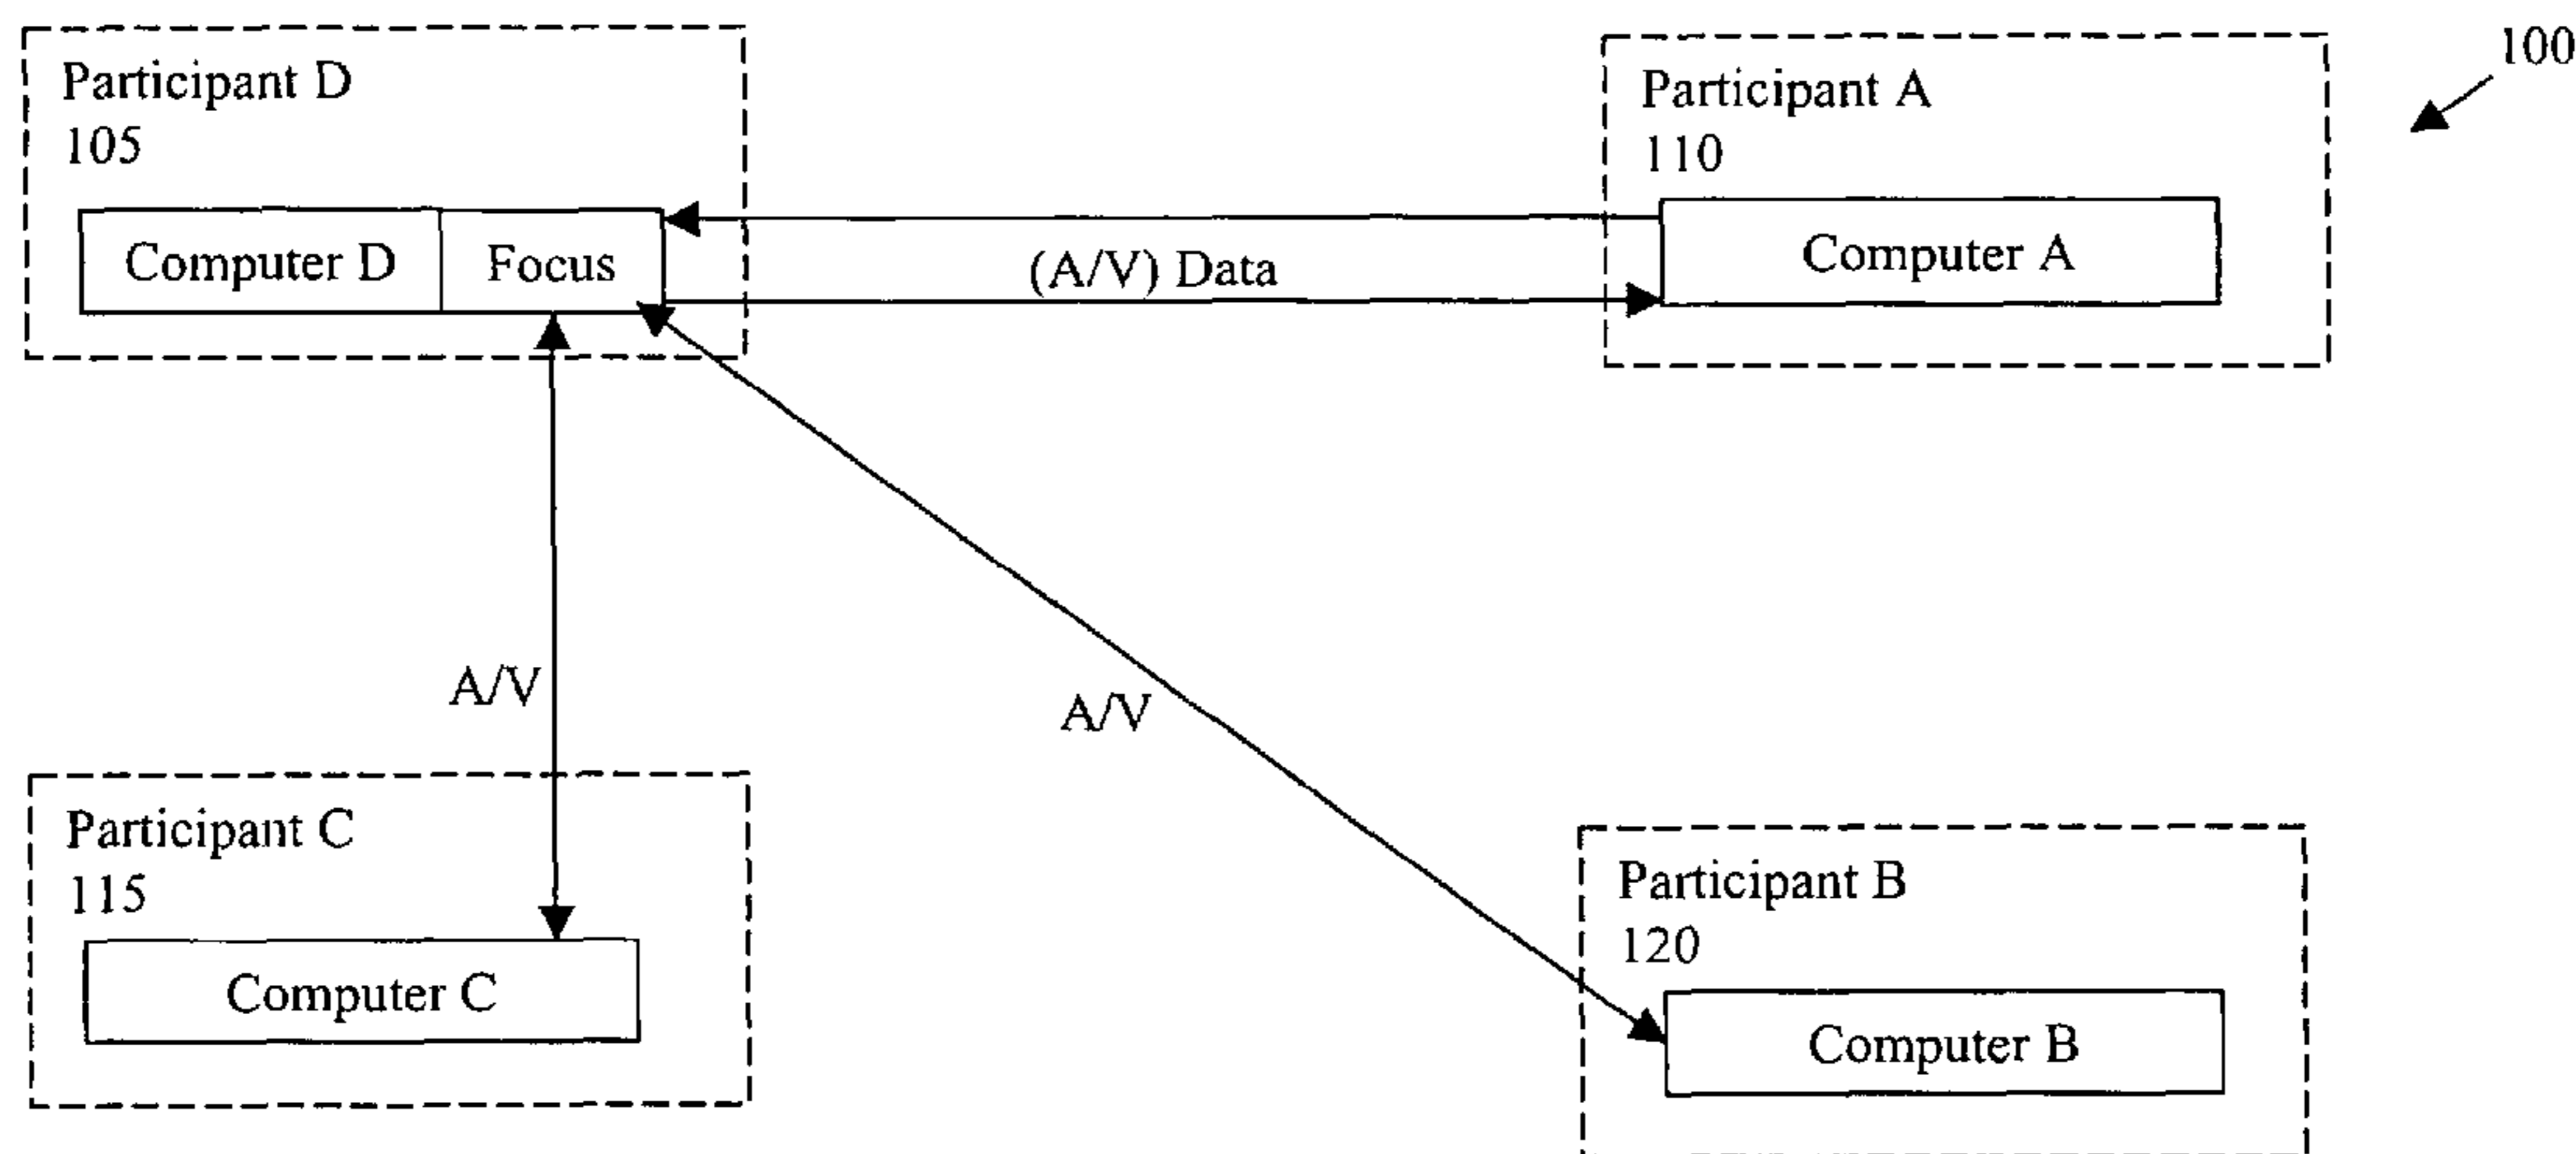 100
Participant D
105
Computer D
Focus
(A/V) Data
Participant A
110
Computer A
A/V
A/V
Participant C
115
Computer C
Participant B
120
Computer B